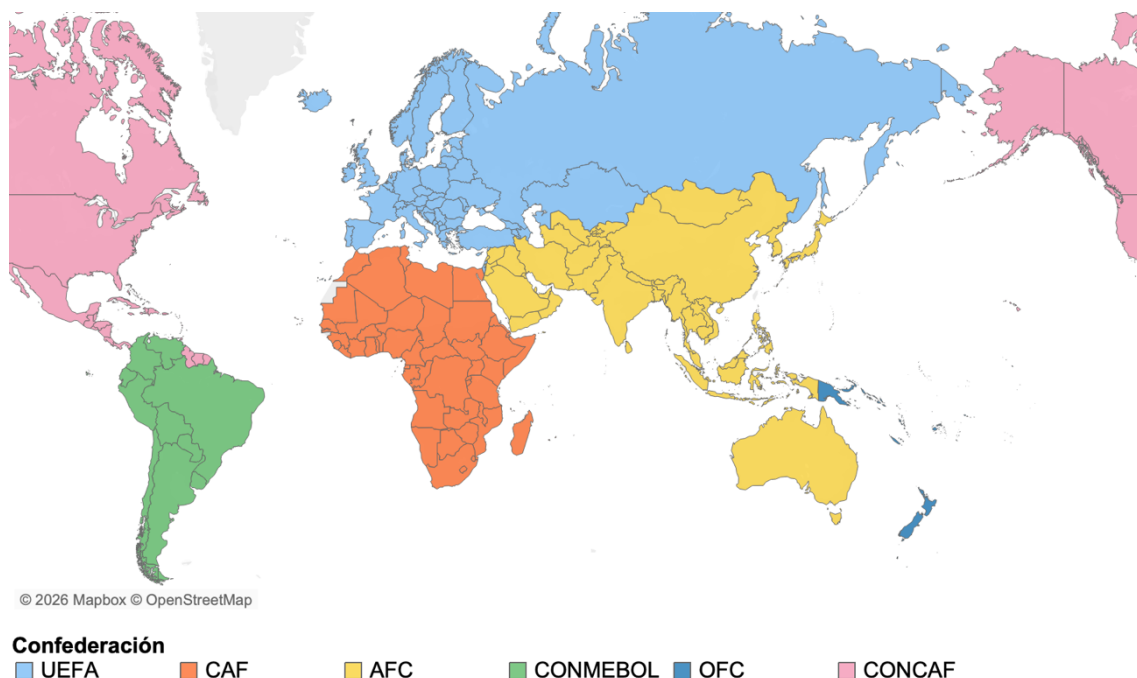 © 2026 Mapbox © OpenStreetMap
Confederación
UEFA CAF AFC CONMEBOL OFC CONCAF